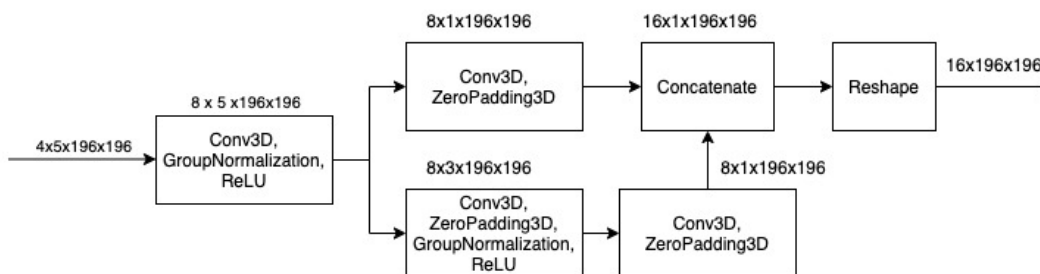 4x5x196x196
8 x 5 x196x196
Conv3D,
GroupNormalization,
ReLU
8x1x196x196
Conv3D,
ZeroPadding3D
16x1x196x196
Concatenate
Reshape
16x196x196
8x3x196x196
Conv3D,
ZeroPadding3D,
GroupNormalization,
ReLU
8x1x196x196
Conv3D,
ZeroPadding3D